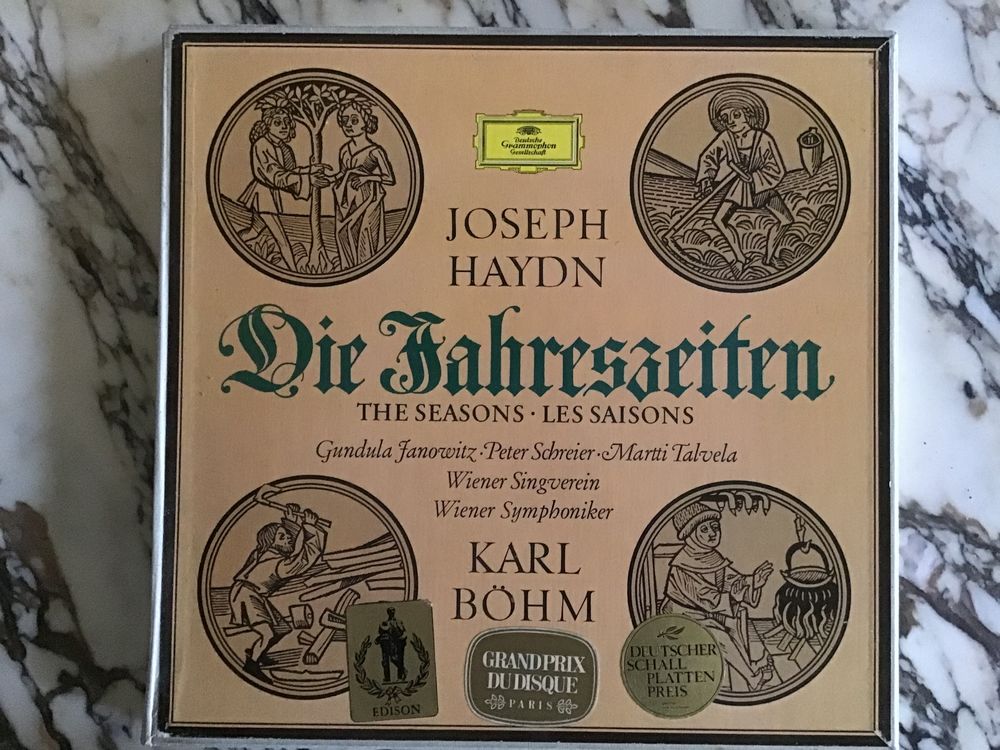 Deutsche
Grammophon
Gesellschaft
JOSEPH
HAYDN
Die Jahreszeiten
THE SEASONS · LES SAISONS
Gundula Janowitz · Peter Schreier · Martti Talvela
Wiener Singverein
Wiener Symphoniker
KARL
BÖHM
EDISON
GRAND PRIX
DU DISQUE
PARIS
DEUTSCHER
SCHALL
PLATTEN
PREIS